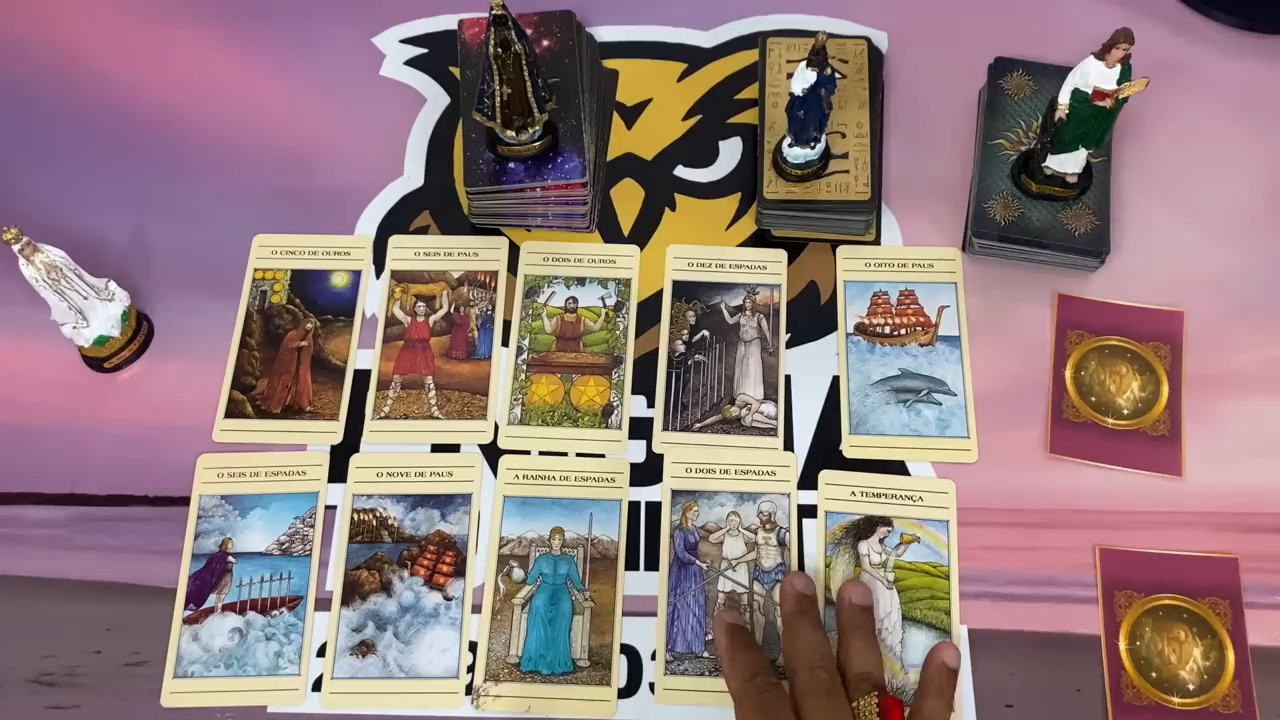 O CINCO DE OUROS
O SEIS DE PAUS
O DOIS DE OUROS
O DEZ DE ESPADAS
O OITO DE PAUS
O SEIS DE ESPADAS
O NOVE DE PAUS
A RAINHA DE ESPADAS
O DOIS DE ESPADAS
A TEMPERANÇA